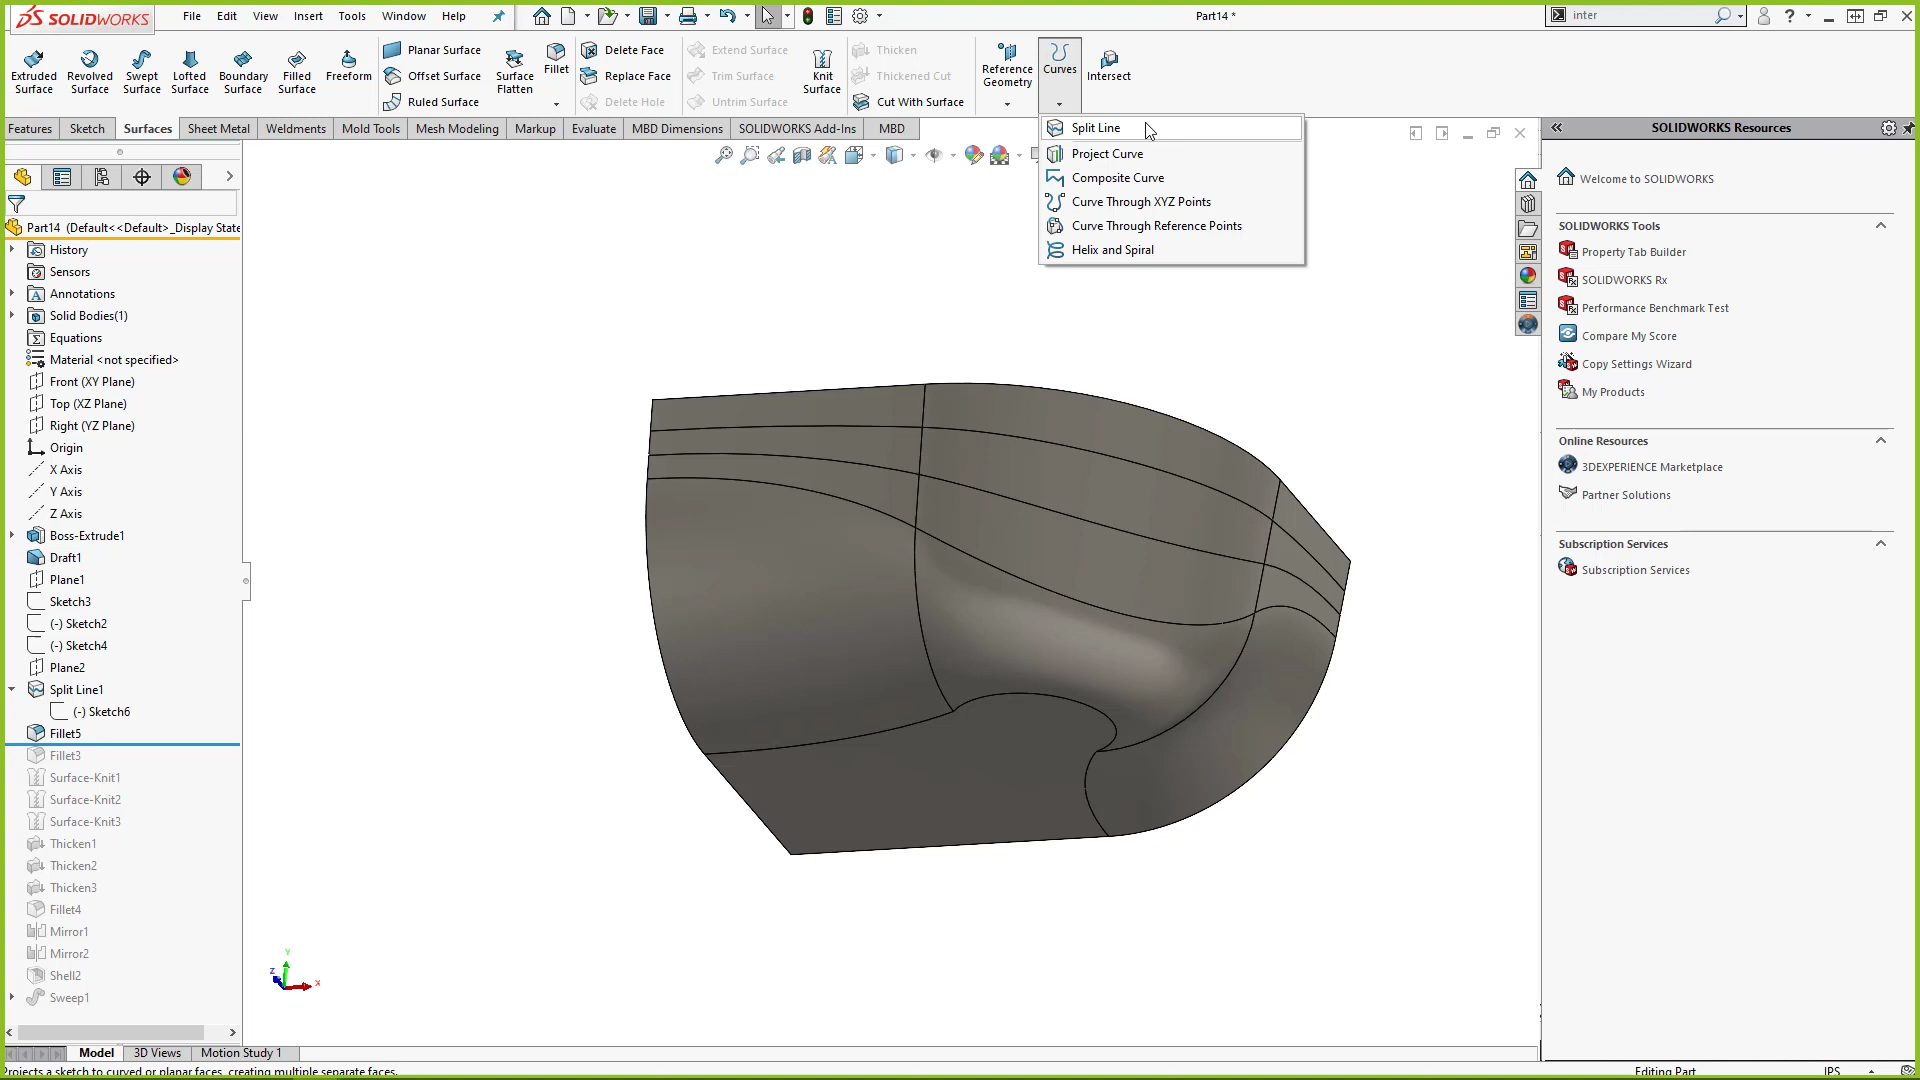 SOLIDWORKS
File Edit View Insert Tools Window Help
Part14 *
inter
Extruded Surface
Revolved Surface
Swept Surface
Lofted Surface
Boundary Surface
Filled Surface
Freeform
Planar Surface
Offset Surface
Ruled Surface
Surface Flatten
Fillet
Delete Face
Replace Face
Delete Hole
Extend Surface
Trim Surface
Untrim Surface
Knit Surface
Thicken
Thickened Cut
Cut With Surface
Reference Geometry
Curves
Intersect
Features Sketch Surfaces Sheet Metal Weldments Mold Tools Mesh Modeling Markup Evaluate MBD Dimensions SOLIDWORKS Add-Ins MBD
Split Line
Project Curve
Composite Curve
Curve Through XYZ Points
Curve Through Reference Points
Helix and Spiral
Part14 (Default<<Default>_Display State
History
Sensors
Annotations
Solid Bodies(1)
Equations
Material <not specified>
Front (XY Plane)
Top (XZ Plane)
Right (YZ Plane)
Origin
X Axis
Y Axis
Z Axis
Boss-Extrude1
Draft1
Plane1
Sketch3
(-) Sketch2
(-) Sketch4
Plane2
Split Line1
(-) Sketch6
Fillet5
Fillet3
Surface-Knit1
Surface-Knit2
Surface-Knit3
Thicken1
Thicken2
Thicken3
Fillet4
Mirror1
Mirror2
Shell2
Sweep1
Y
Z
X
SOLIDWORKS Resources
Welcome to SOLIDWORKS
SOLIDWORKS Tools
Property Tab Builder
SOLIDWORKS Rx
Performance Benchmark Test
Compare My Score
Copy Settings Wizard
My Products
Online Resources
3DEXPERIENCE Marketplace
Partner Solutions
Subscription Services
Subscription Services
Model 3D Views Motion Study 1
Projects a sketch to curved or planar faces, creating multiple separate faces.
Editing Part
IPS